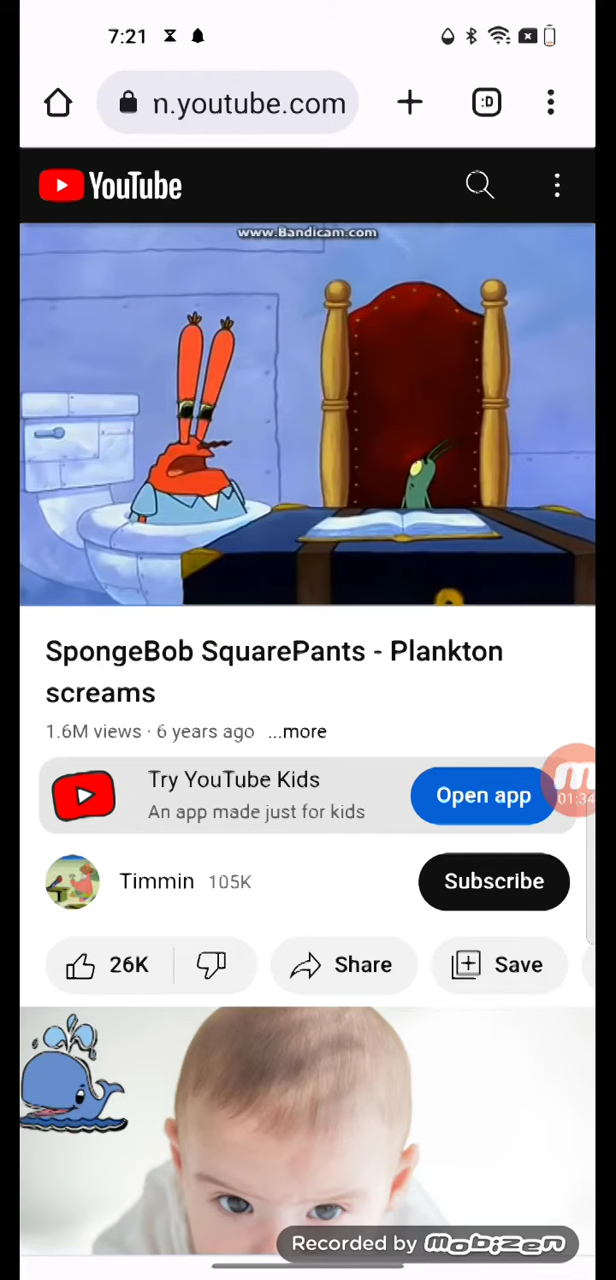 7:21
n.youtube.com
:D
YouTube
www.Bandicam.com
SpongeBob SquarePants - Plankton
screams
1.6M views · 6 years ago ...more
Try YouTube Kids
An app made just for kids
Open app
01:34
Timmin 105K
Subscribe
26K
Share
Save
Recorded by mobizen